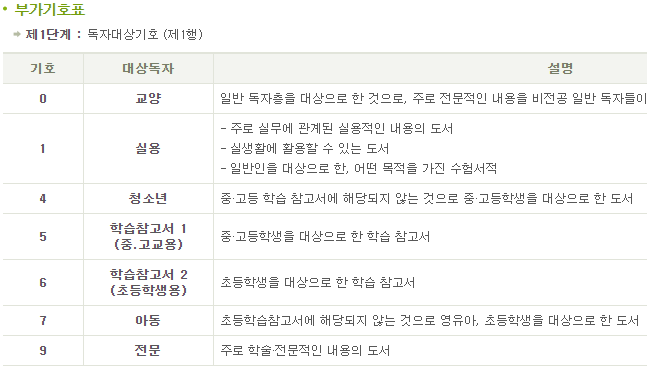 부가기호표
제1단계 : 독자대상기호 (제1행)
기호 대상독자 설명
0 교양 일반 독자층을 대상으로 한 것으로, 주로 전문적인 내용을 비전공 일반 독자들이
1 실용 - 주로 실무에 관계된 실용적인 내용의 도서
- 실생활에 활용할 수 있는 도서
- 일반인을 대상으로 한, 어떤 목적을 가진 수험서적
4 청소년 중·고등 학습 참고서에 해당되지 않는 것으로 중·고등학생을 대상으로 한 도서
5 학습참고서 1
(중.고교용) 중·고등학생을 대상으로 한 학습 참고서
6 학습참고서 2
(초등학생용) 초등학생을 대상으로 한 학습 참고서
7 아동 초등학습참고서에 해당되지 않는 것으로 영유아, 초등학생을 대상으로 한 도서
9 전문 주로 학술·전문적인 내용의 도서